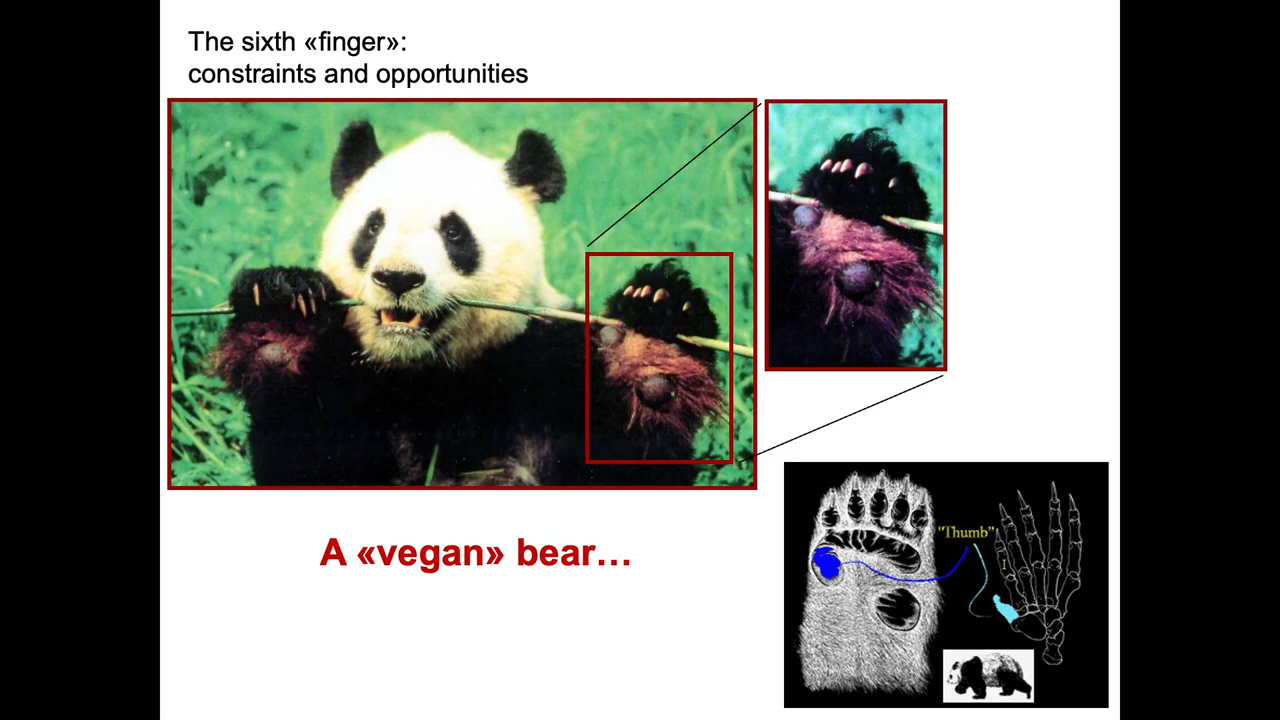 The sixth «finger»:
constraints and opportunities
A «vegan» bear…
"Thumb"
I